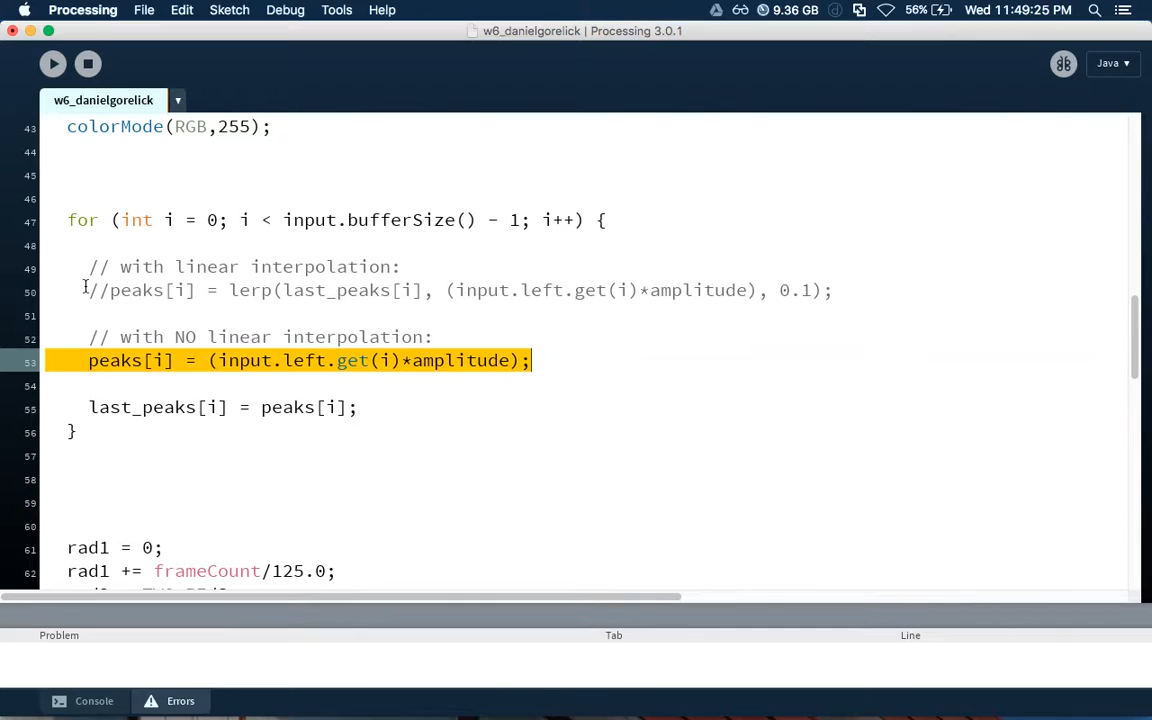 Processing File Edit Sketch Debug Tools Help 9.36 GB 56% Wed 11:49:25 PM
w6_danielgorelick | Processing 3.0.1
Java
w6_danielgorelick
43 colorMode(RGB,255);
44
45
46
47 for (int i = 0; i < input.bufferSize() - 1; i++) {
48
49 // with linear interpolation:
50 //peaks[i] = lerp(last_peaks[i], (input.left.get(i)*amplitude), 0.1);
51
52 // with NO linear interpolation:
53 peaks[i] = (input.left.get(i)*amplitude);
54
55 last_peaks[i] = peaks[i];
56 }
57
58
59
60
61 rad1 = 0;
62 rad1 += frameCount/125.0;
Problem Tab Line
Console Errors